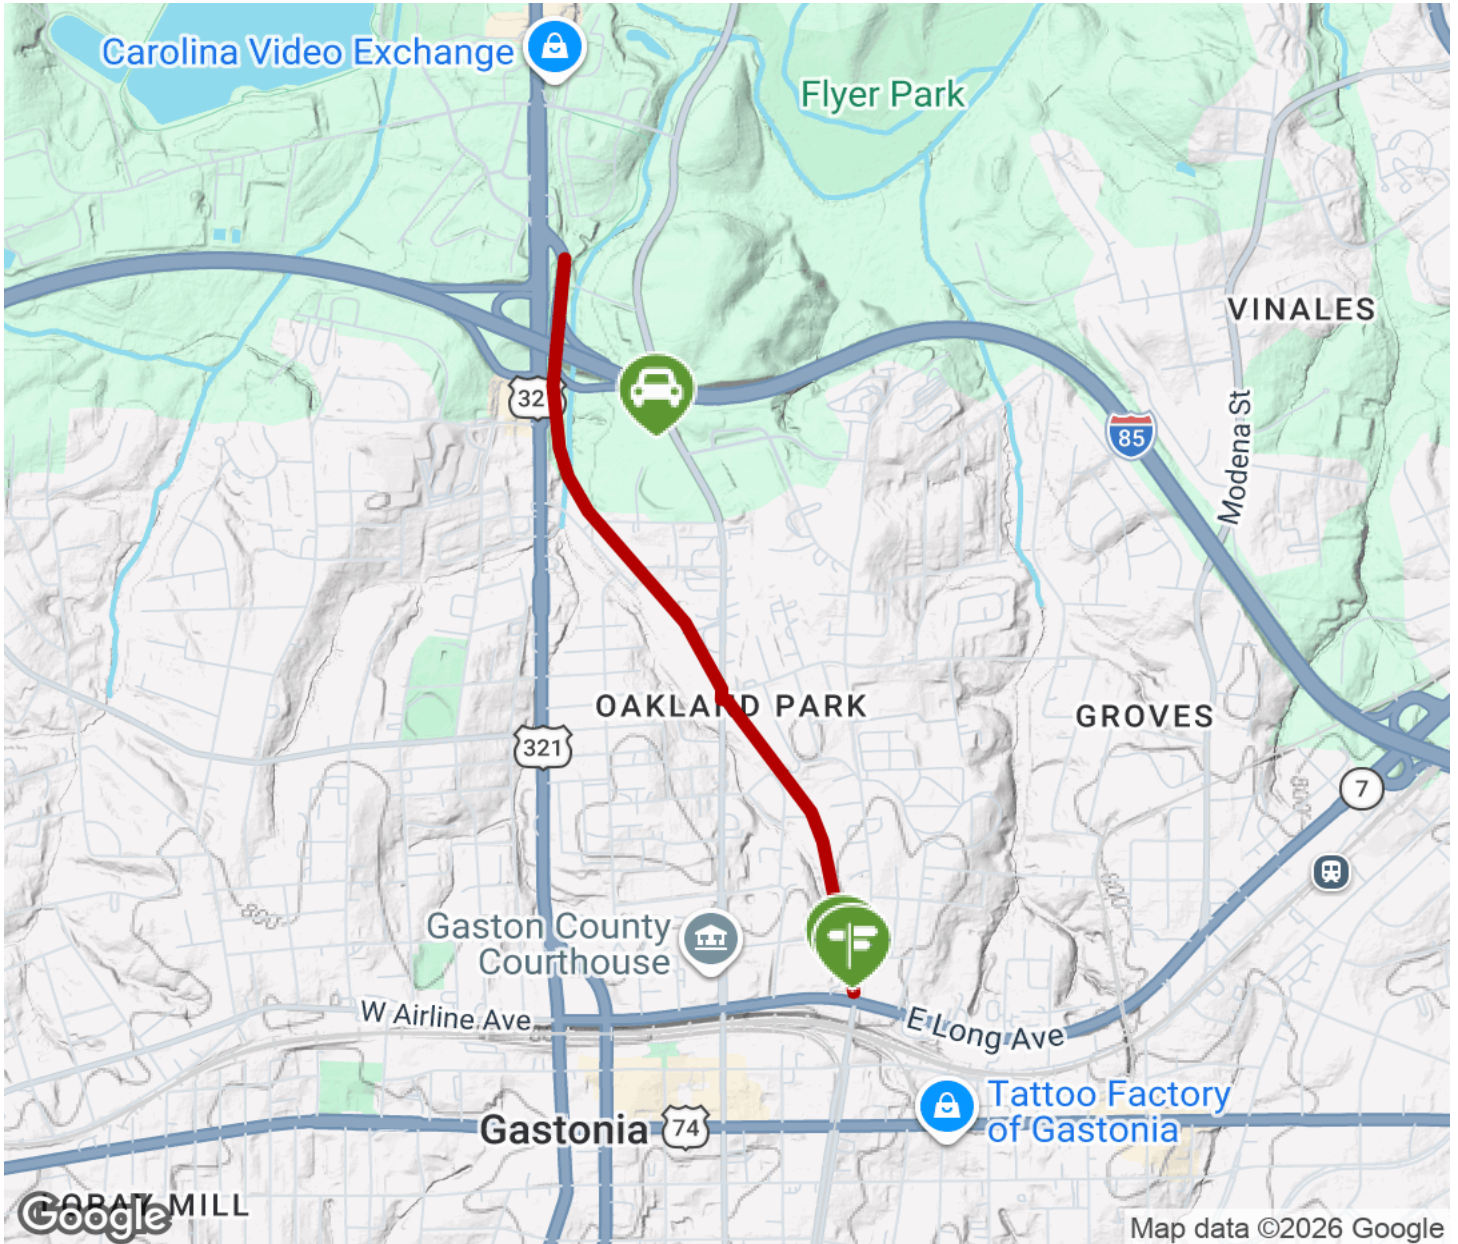 Carolina Video Exchange
Flyer Park
VINALES
32
85
Modena St
OAKLAND PARK
GROVES
321
7
Gaston County
Courthouse
W Airline Ave
E Long Ave
Tattoo Factory
of Gastonia
Gastonia
74
MILL
Google
Map data ©2026 Google